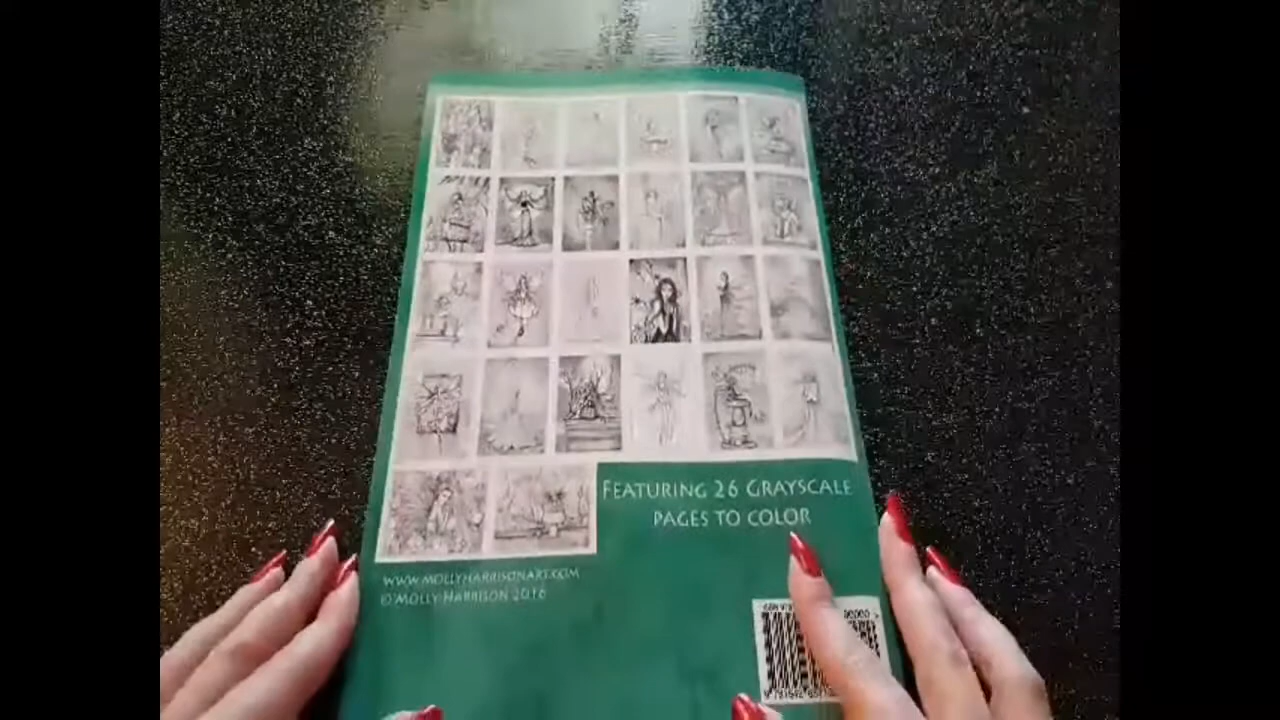 FEATURING 26 GRAYSCALE
PAGES TO COLOR
WWW.MOLLYHARRISONART.COM
© MOLLY HARRISON 2016